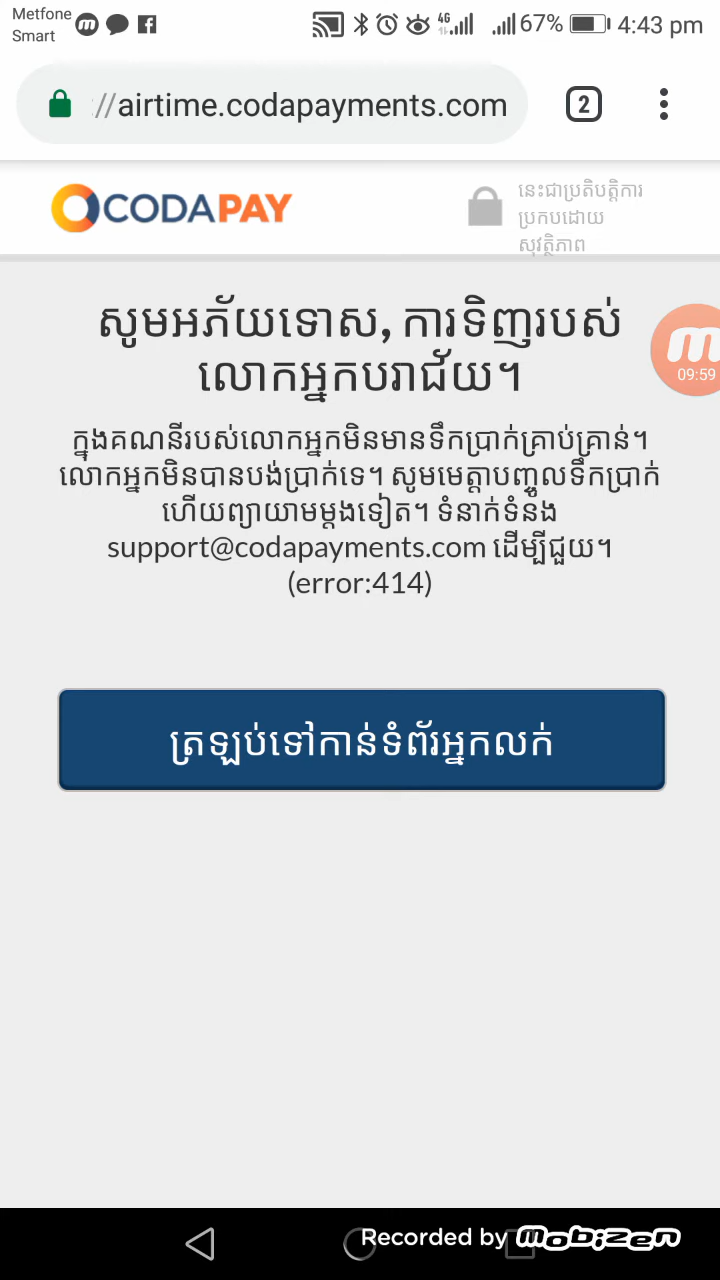 Metfone
Smart
4G
67%
4:43 pm
://airtime.codapayments.com
2
CODAPAY
នេះជាប្រតិបត្តិការ
ប្រកបដោយ
សុវត្ថិភាព
សូមអភ័យទោស, ការទិញរបស់
លោកអ្នកបរាជ័យ។
09:59
ក្នុងគណនីរបស់លោកអ្នកមិនមានទឹកប្រាក់គ្រាប់គ្រាន់។
លោកអ្នកមិនបានបង់ប្រាក់ទេ។ សូមមេត្តាបញ្ចូលទឹកប្រាក់
ហើយព្យាយាមម្តងទៀត។ ទំនាក់ទំនង
support@codapayments.com ដើម្បីជួយ។
(error:414)
ត្រឡប់ទៅកាន់ទំព័រអ្នកលក់
Recorded by mobizen